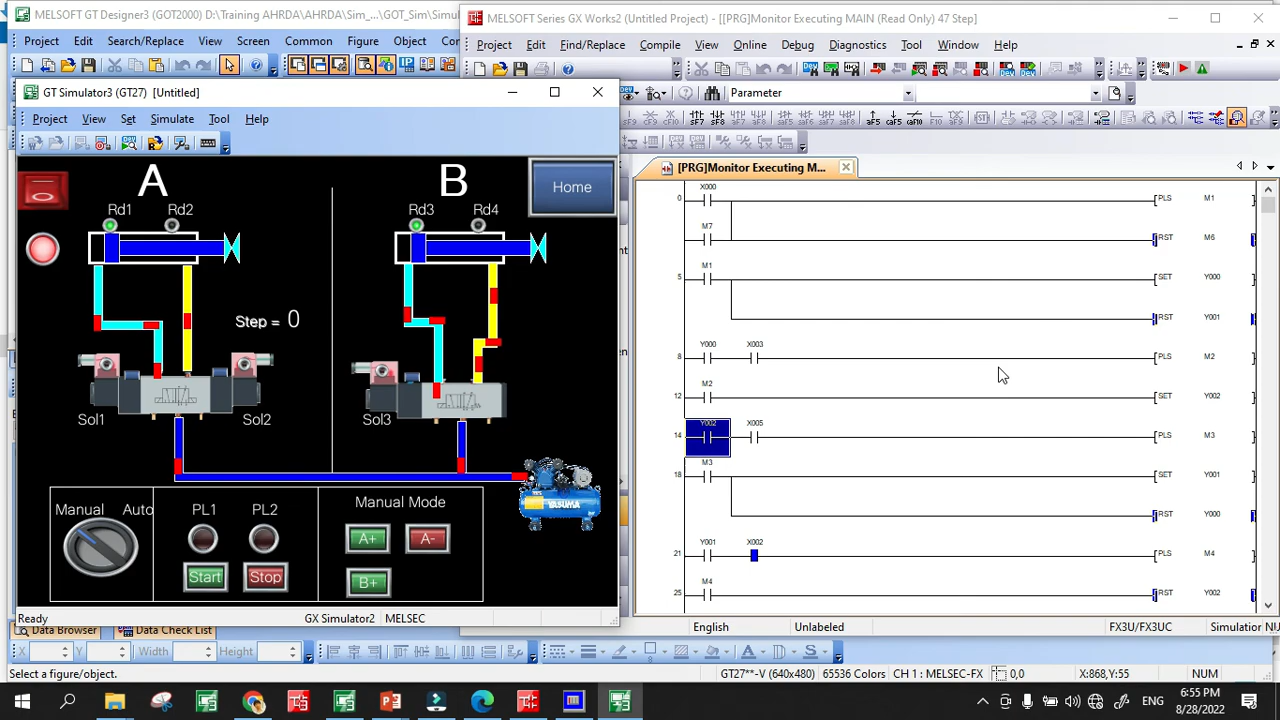 MELSOFT GT Designer3 (GOT2000) D:\Training AHRDA\AHRDA\Sim_...\GOT_Sim\Simul
Project Edit Search/Replace View Screen Common Figure Object Co
MELSOFT Series GX Works2 (Untitled Project) - [[PRG]Monitor Executing MAIN (Read Only) 47 Step]
Project Edit Find/Replace Compile View Online Debug Diagnostics Tool Window Help
Parameter
GT Simulator3 (GT27) [Untitled]
Project View Set Simulate Tool Help
A B
Home
Rd1 Rd2 Rd3 Rd4
Step = 0
Sol1 Sol2 Sol3
YASUMA
Manual Auto
PL1 PL2
Start Stop
Manual Mode
A+ A-
B+
Ready GX Simulator2 MELSEC
[PRG]Monitor Executing M...
0 X000 PLS M1
M7 RST M6
5 M1 SET Y000
RST Y001
8 Y000 X003 PLS M2
12 M2 SET Y002
14 Y002 X005 PLS M3
18 M3 SET Y001
RST Y000
21 Y001 X002 PLS M4
25 M4 RST Y002
English Unlabeled FX3U/FX3UC Simulation NU
Data Browser Data Check List
X Y Width Height
Select a figure/object. GT27**-V (640x480) 65536 Colors CH 1 : MELSEC-FX 0,0 X:868,Y:55 NUM
ENG
6:55 PM
8/28/2022